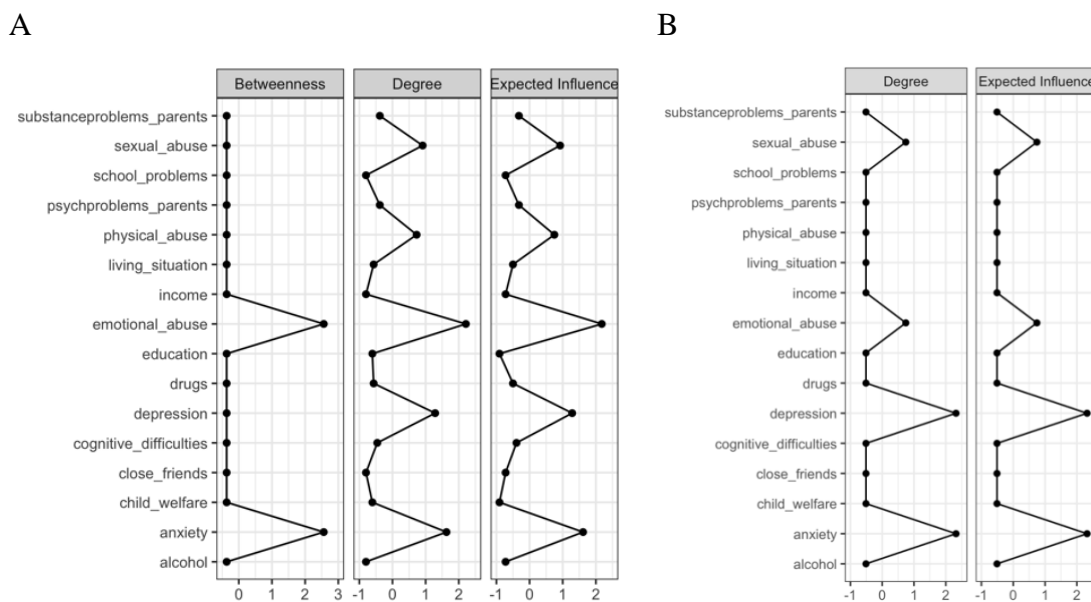 A
B
Betweenness Degree Expected Influence
substanceproblems_parents
sexual_abuse
school_problems
psychproblems_parents
physical_abuse
living_situation
income
emotional_abuse
education
drugs
depression
cognitive_difficulties
close_friends
child_welfare
anxiety
alcohol
0 1 2 3 -1 0 1 2 -1 0 1 2
Degree Expected Influence
substanceproblems_parents
sexual_abuse
school_problems
psychproblems_parents
physical_abuse
living_situation
income
emotional_abuse
education
drugs
depression
cognitive_difficulties
close_friends
child_welfare
anxiety
alcohol
-1 0 1 2 -1 0 1 2